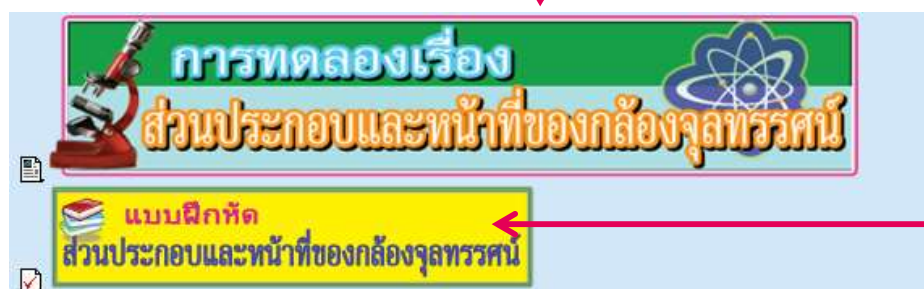 การทดลองเรื่อง
ส่วนประกอบและหน้าที่ของกล้องจุลทรรศน์
แบบฝึกหัด
ส่วนประกอบและหน้าที่ของกล้องจุลทรรศน์